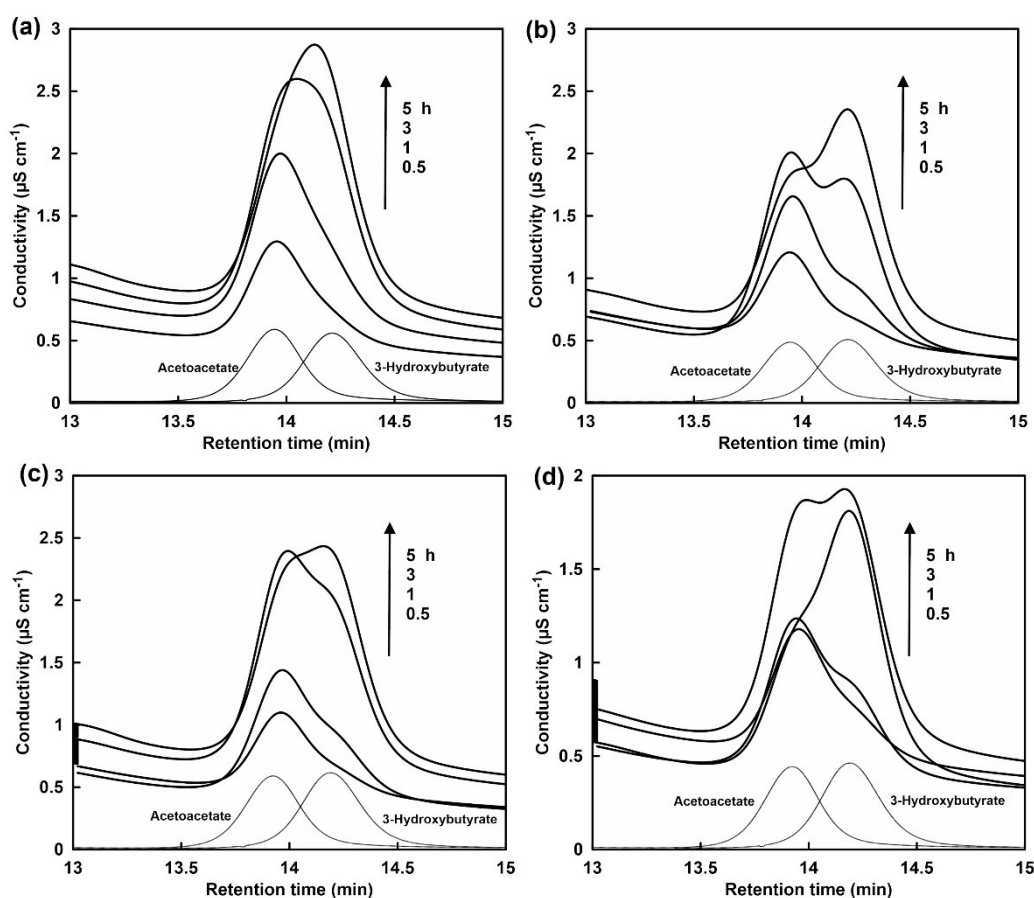 (a)
3
2.5
2
1.5
1
0.5
0
Conductivity (µS cm⁻¹)
5 h
3
1
0.5
Acetoacetate
3-Hydroxybutyrate
13
13.5
14
14.5
15
Retention time (min)
(b)
3
2.5
2
1.5
1
0.5
0
Conductivity (µS cm⁻¹)
5 h
3
1
0.5
Acetoacetate
3-Hydroxybutyrate
13
13.5
14
14.5
15
Retention time (min)
(c)
3
2.5
2
1.5
1
0.5
0
Conductivity (µS cm⁻¹)
5 h
3
1
0.5
Acetoacetate
3-Hydroxybutyrate
13
13.5
14
14.5
15
Retention time (min)
(d)
2
1.5
1
0.5
0
Conductivity (µS cm⁻¹)
5 h
3
1
0.5
Acetoacetate
3-Hydroxybutyrate
13
13.5
14
14.5
15
Retention time (min)